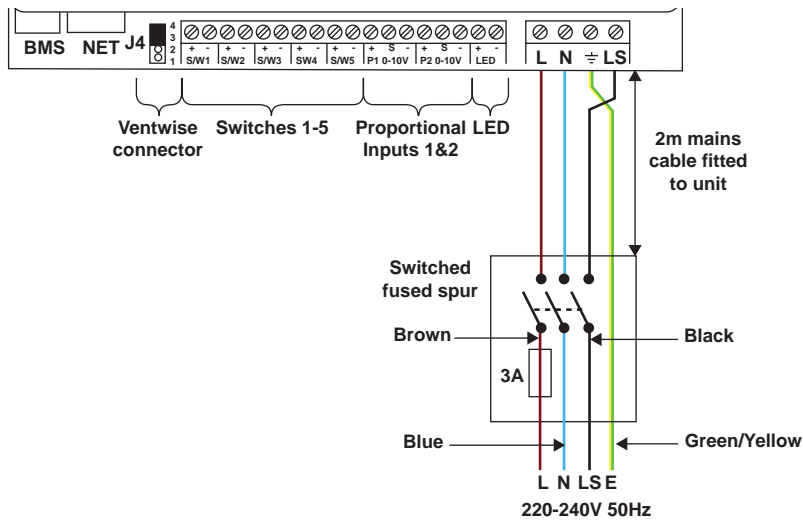 BMS NET J4
4
3
2
1
+ - + - + - + - + - + S - + S - + -
S/W1 S/W2 S/W3 SW4 S/W5 P1 0-10V P2 0-10V LED
L N LS
Ventwise
connector
Switches 1-5
Proportional
Inputs 1&2
LED
2m mains
cable fitted
to unit
Switched
fused spur
Brown
Black
3A
Blue
Green/Yellow
L N LS E
220-240V 50Hz